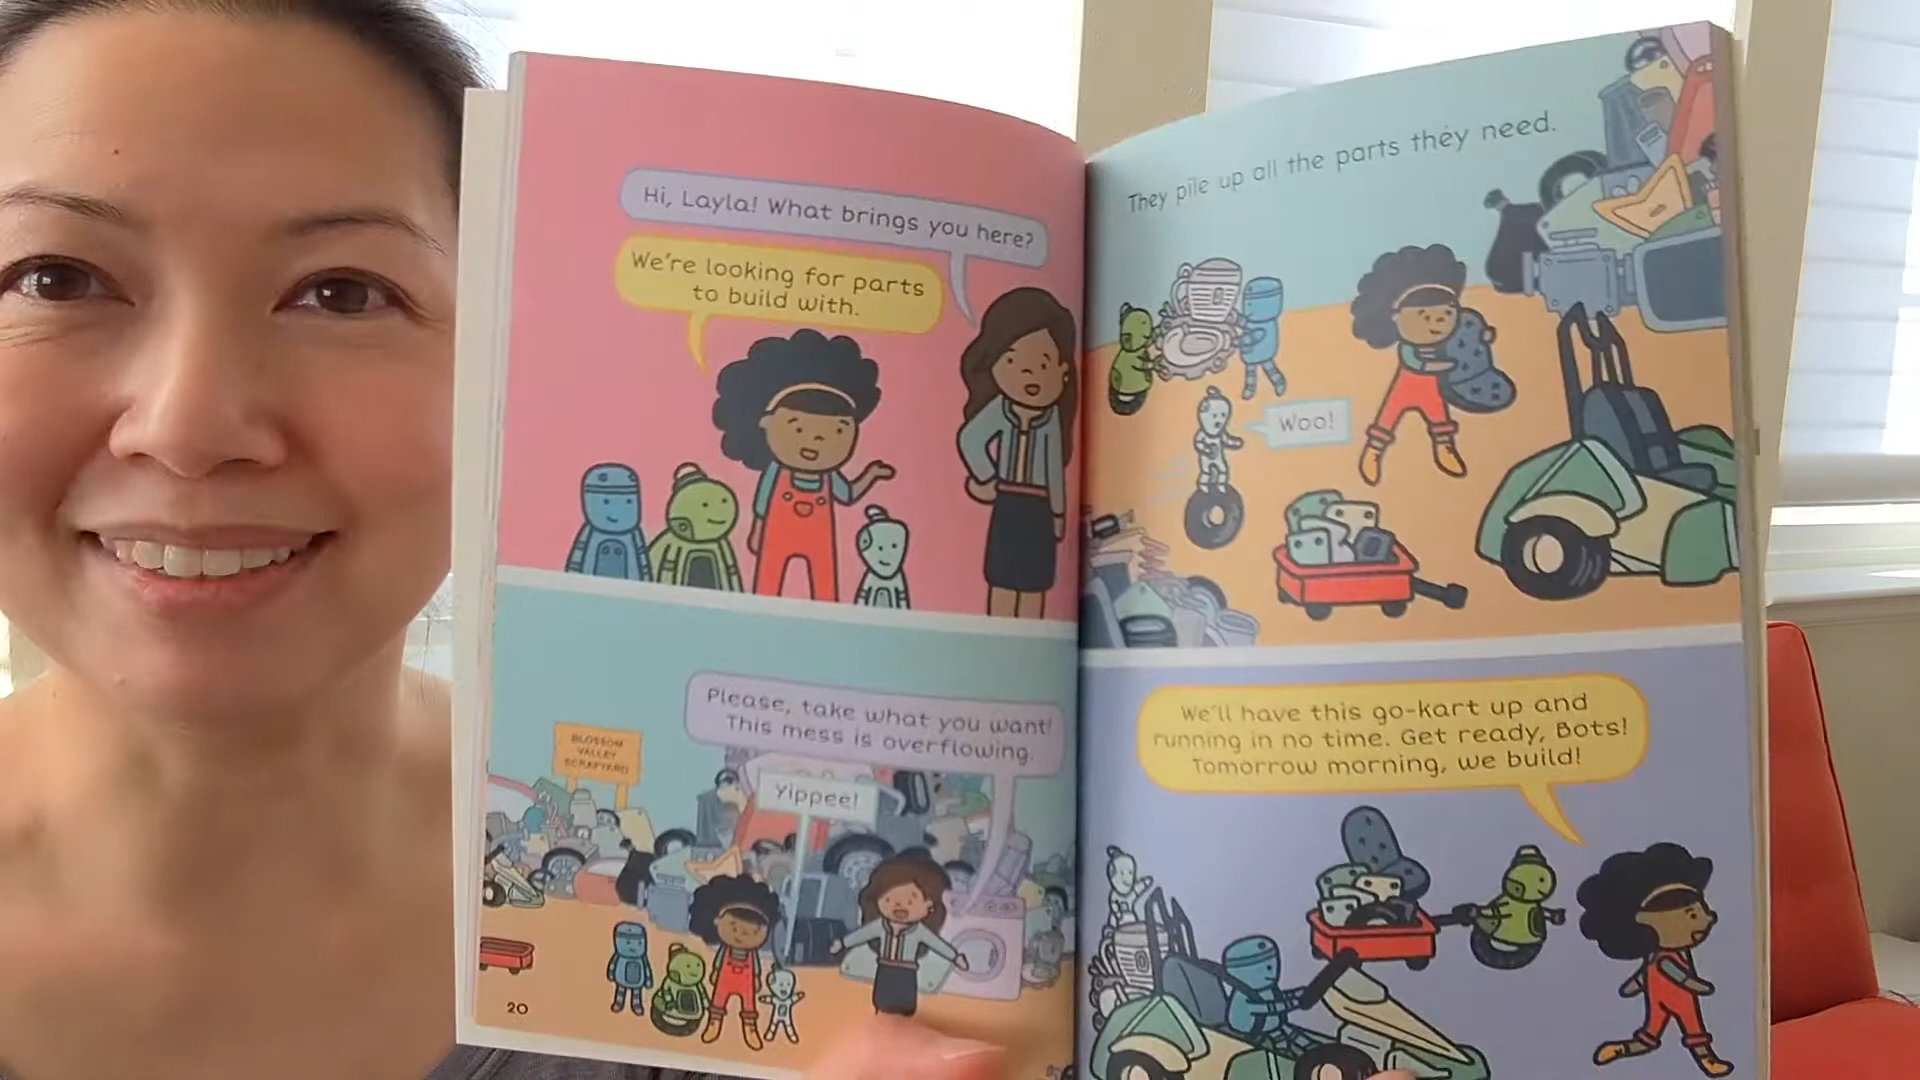 Hi, Layla! What brings you here?
We're looking for parts
to build with.
Please, take what you want!
This mess is overflowing.
BLOSSOM
VALLEY
SCRAPYARD
Yippee!
20
They pile up all the parts they need.
Woo!
We'll have this go-kart up and
running in no time. Get ready, Bots!
Tomorrow morning, we build!